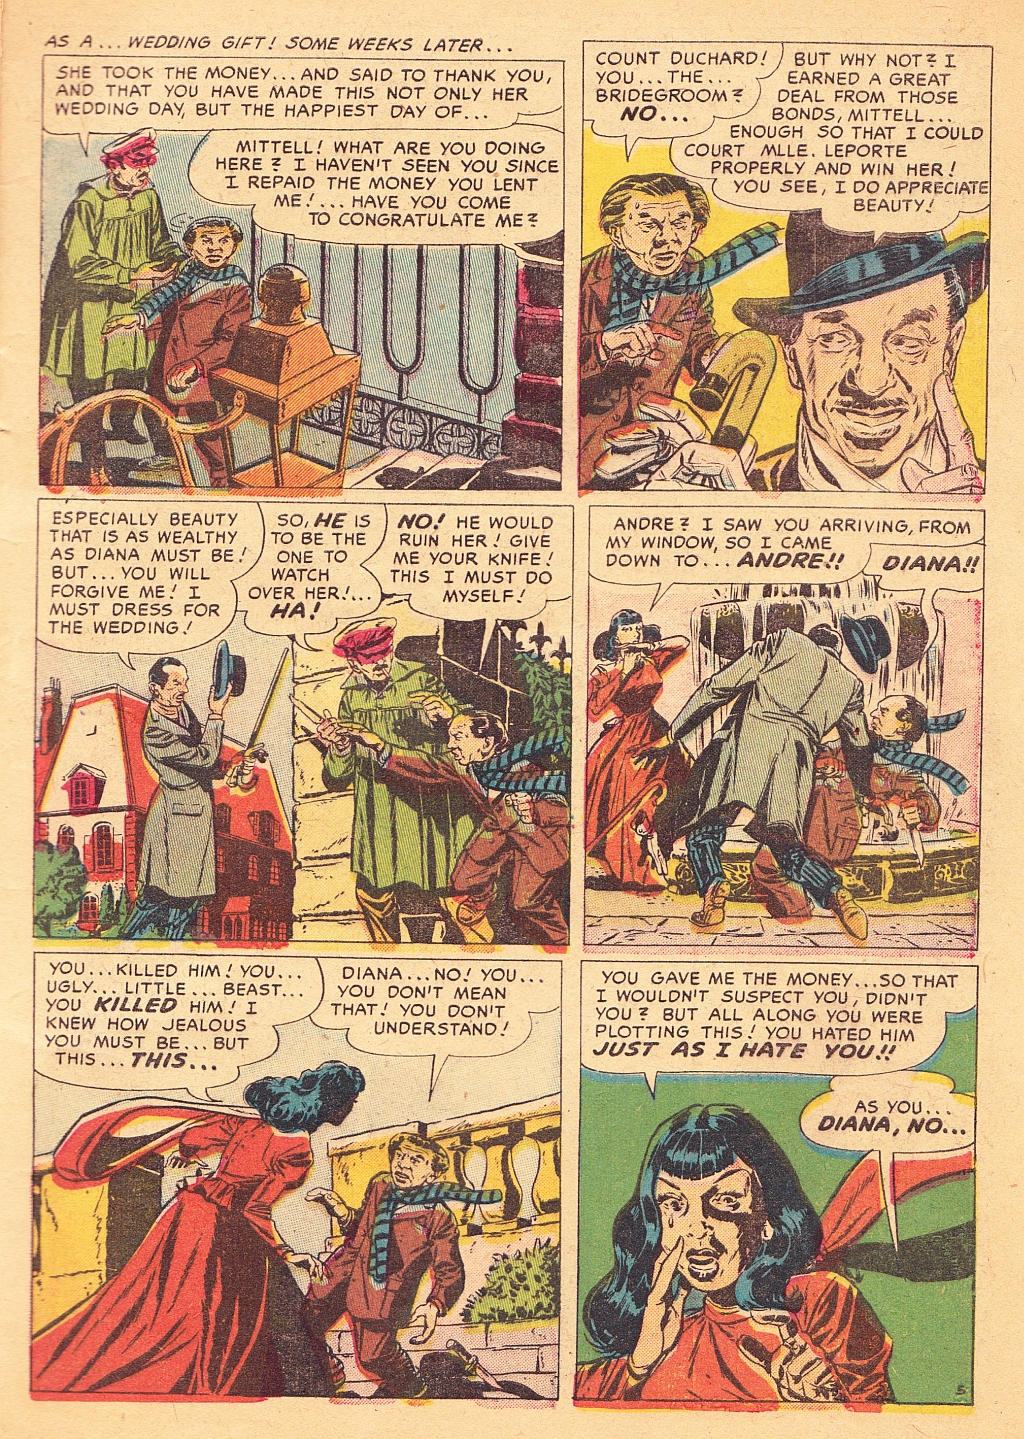 AS A... WEDDING GIFT! SOME WEEKS LATER...
SHE TOOK THE MONEY...AND SAID TO THANK YOU,
AND THAT YOU HAVE MADE THIS NOT ONLY HER
WEDDING DAY, BUT THE HAPPIEST DAY OF...
MITTELL! WHAT ARE YOU DOING
HERE? I HAVEN'T SEEN YOU SINCE
I REPAID THE MONEY YOU LENT
ME!... HAVE YOU COME
TO CONGRATULATE ME?
COUNT DUCHARD!
YOU...THE...
BRIDEGROOM?
NO...
BUT WHY NOT? I
EARNED A GREAT
DEAL FROM THOSE
BONDS, MITTELL...
ENOUGH SO THAT I COULD
COURT MLLE. LEPORTE
PROPERLY AND WIN HER!
YOU SEE, I DO APPRECIATE
BEAUTY!
ESPECIALLY BEAUTY
THAT IS AS WEALTHY
AS DIANA MUST BE!
BUT...YOU WILL
FORGIVE ME! I
MUST DRESS FOR
THE WEDDING!
SO, HE IS
TO BE THE
ONE TO
WATCH
OVER HER!...
HA!
NO! HE WOULD
RUIN HER! GIVE
ME YOUR KNIFE!
THIS I MUST DO
MYSELF!
ANDRE? I SAW YOU ARRIVING, FROM
MY WINDOW, SO I CAME
DOWN TO... ANDRE!!
DIANA!!
YOU...KILLED HIM! YOU...
UGLY... LITTLE... BEAST...
YOU KILLED HIM! I
KNEW HOW JEALOUS
YOU MUST BE... BUT
THIS... THIS...
DIANA...NO! YOU...
YOU DON'T MEAN
THAT! YOU DON'T
UNDERSTAND!
YOU GAVE ME THE MONEY...SO THAT
I WOULDN'T SUSPECT YOU, DIDN'T
YOU? BUT ALL ALONG YOU WERE
PLOTTING THIS! YOU HATED HIM
JUST AS I HATE YOU!!
AS YOU...
DIANA, NO...
5